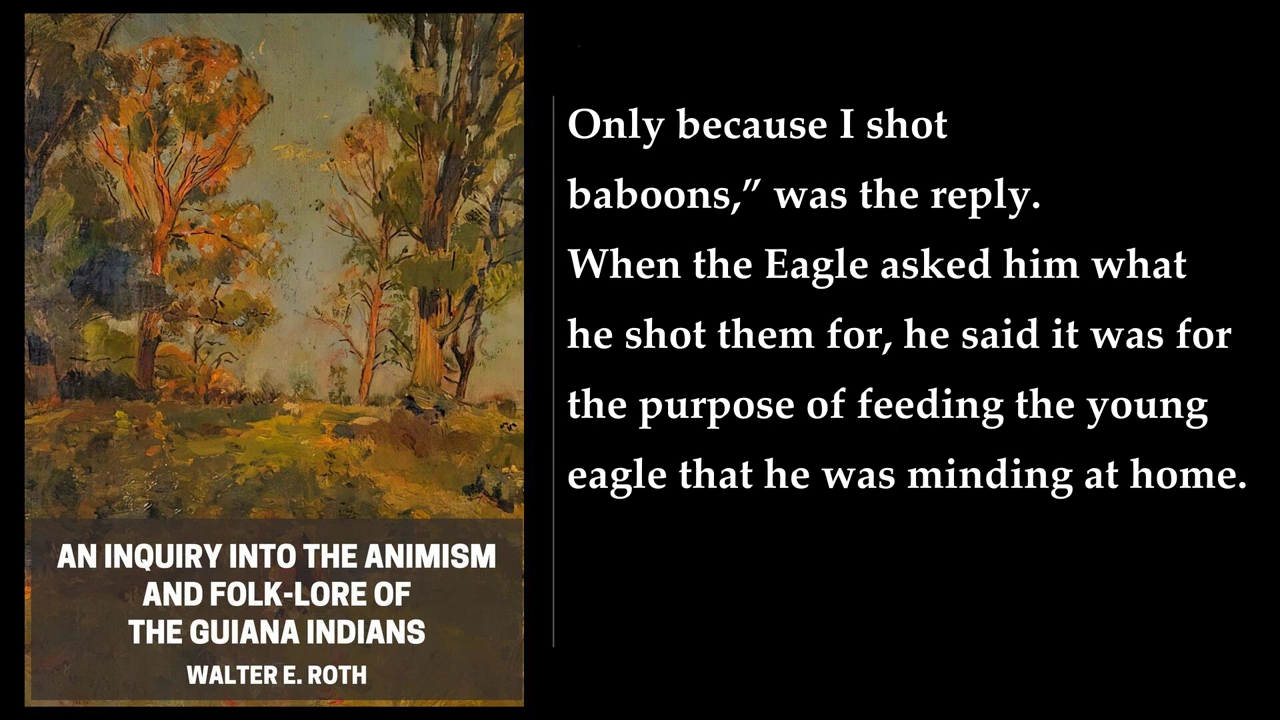 Only because I shot
baboons,” was the reply.
When the Eagle asked him what
he shot them for, he said it was for
the purpose of feeding the young
eagle that he was minding at home.
AN INQUIRY INTO THE ANIMISM
AND FOLK-LORE OF
THE GUIANA INDIANS
WALTER E. ROTH